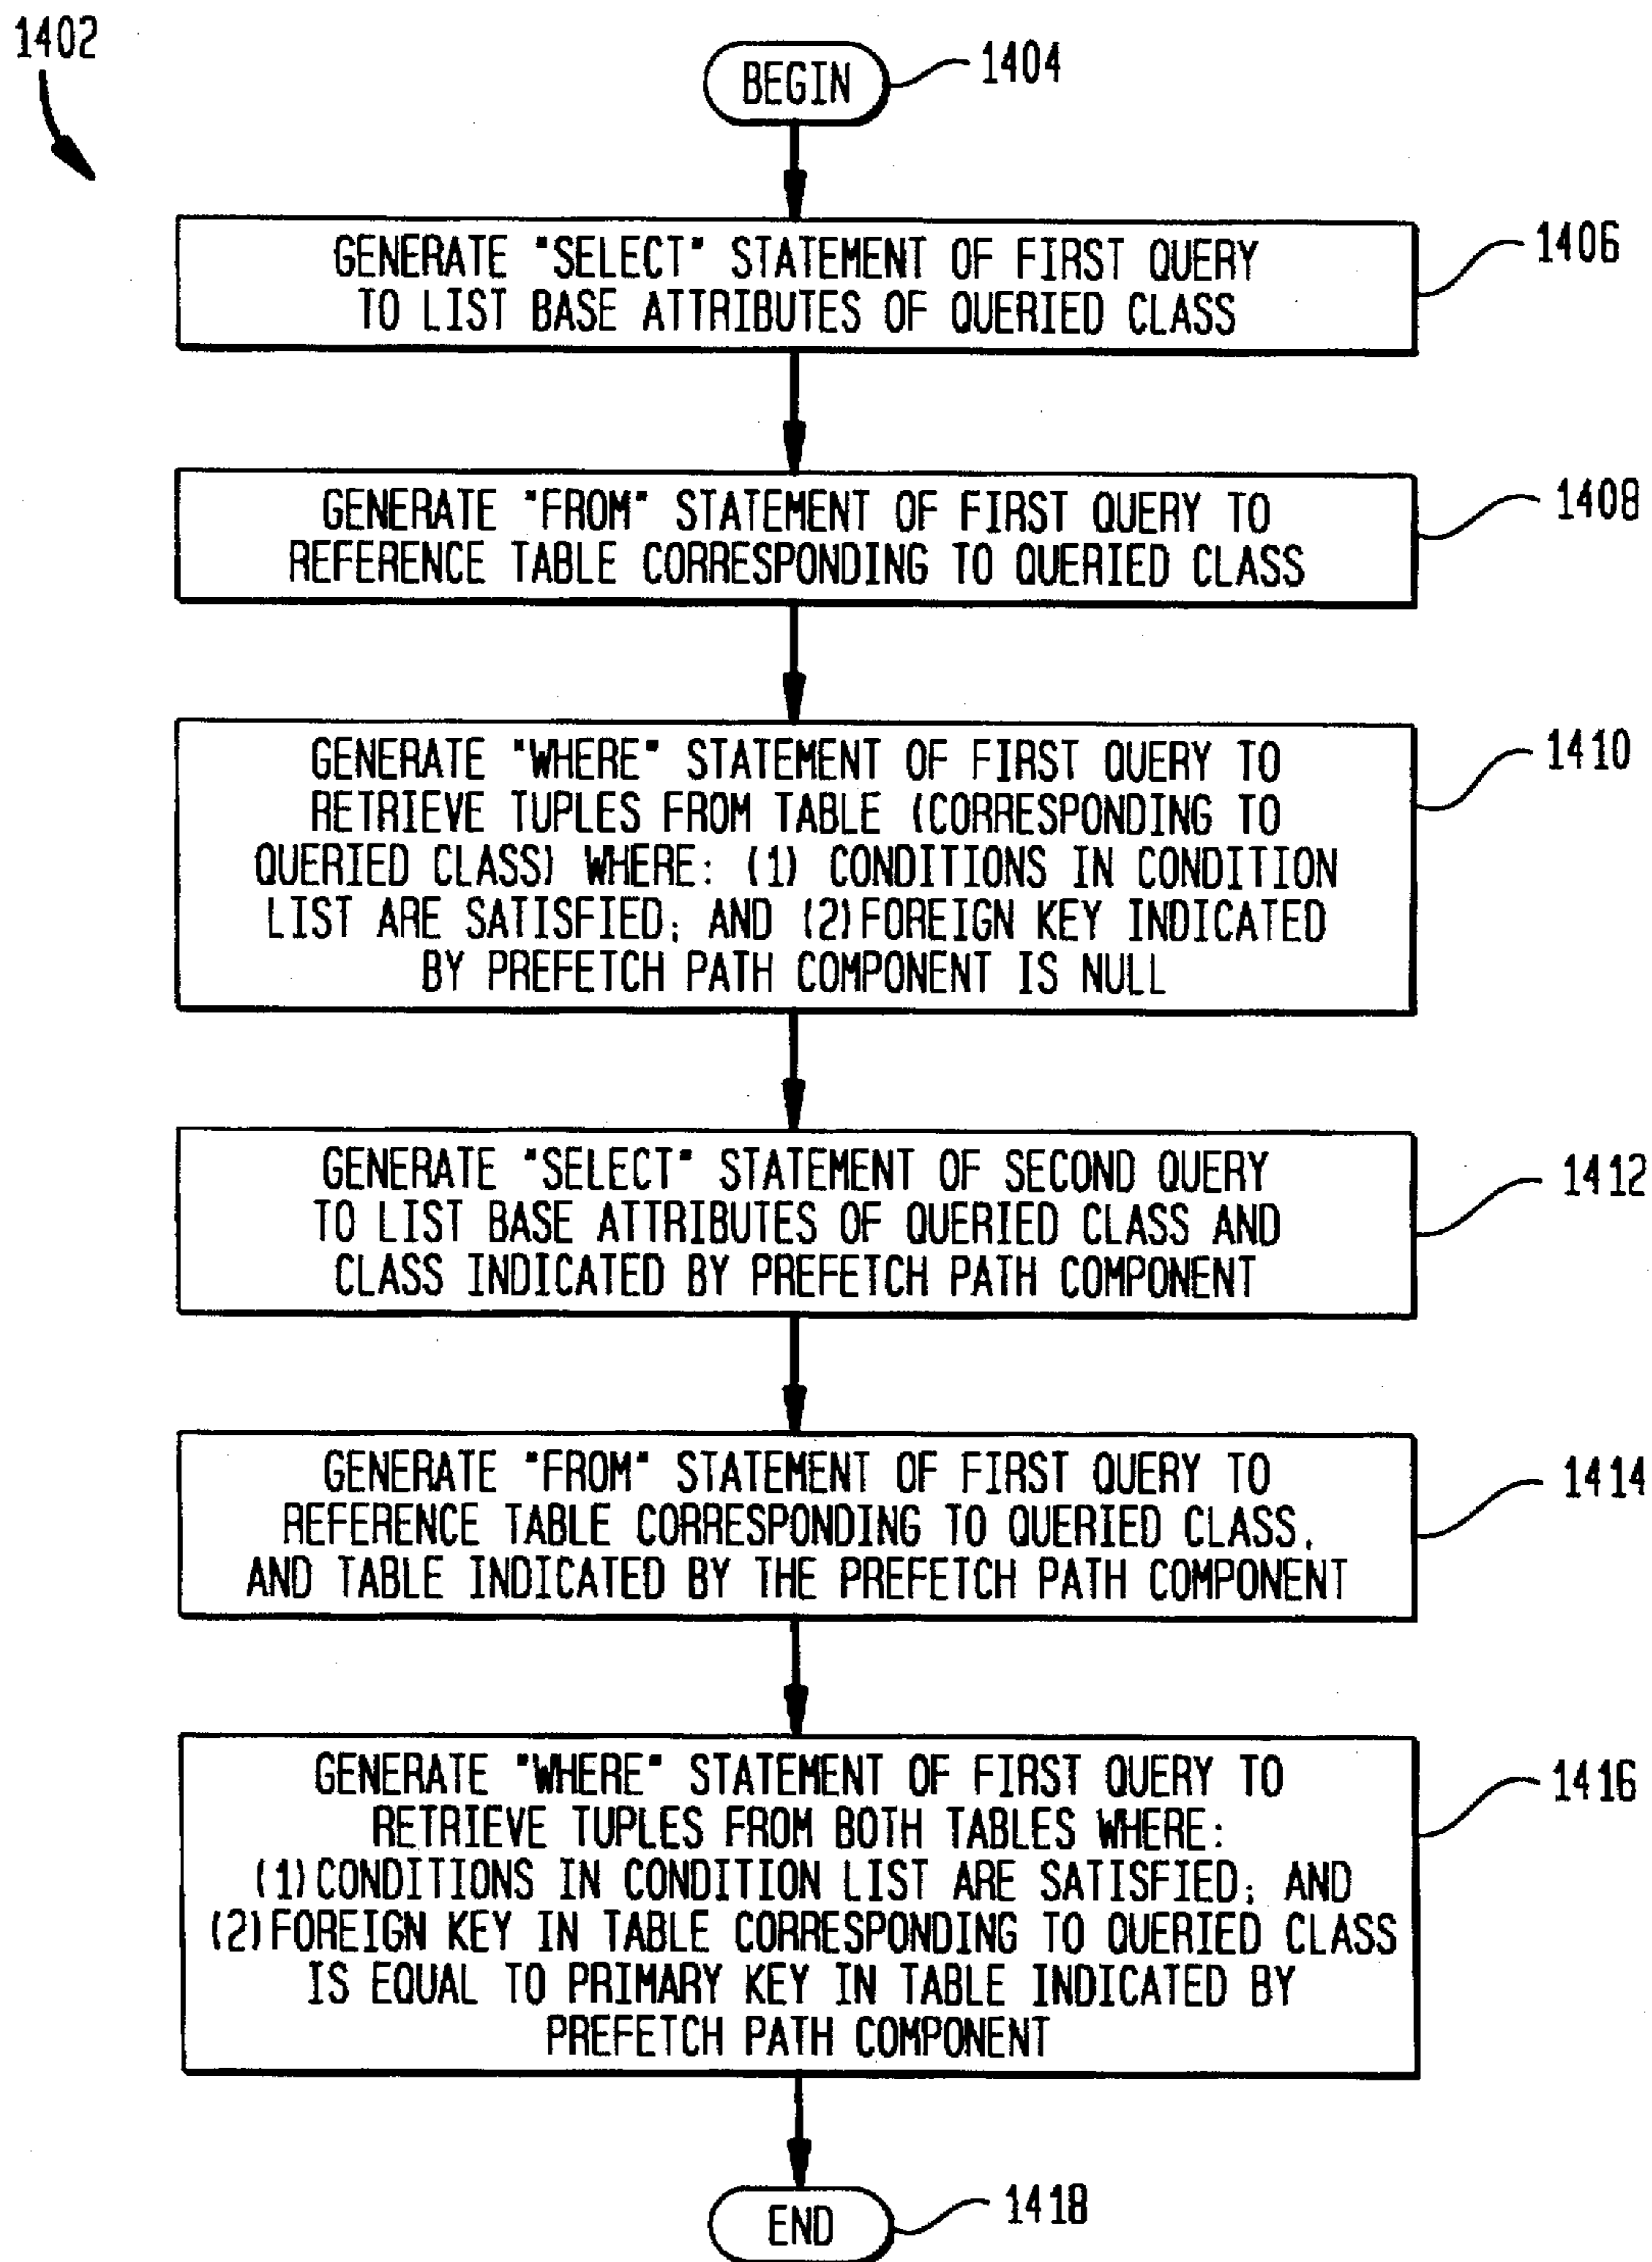 1402
BEGIN
1404
GENERATE "SELECT" STATEMENT OF FIRST QUERY
TO LIST BASE ATTRIBUTES OF QUERIED CLASS
1406
GENERATE "FROM" STATEMENT OF FIRST QUERY TO
REFERENCE TABLE CORRESPONDING TO QUERIED CLASS
1408
GENERATE "WHERE" STATEMENT OF FIRST QUERY TO
RETRIEVE TUPLES FROM TABLE (CORRESPONDING TO
QUERIED CLASS) WHERE: (1) CONDITIONS IN CONDITION
LIST ARE SATISFIED; AND (2) FOREIGN KEY INDICATED
BY PREFETCH PATH COMPONENT IS NULL
1410
GENERATE "SELECT" STATEMENT OF SECOND QUERY
TO LIST BASE ATTRIBUTES OF QUERIED CLASS AND
CLASS INDICATED BY PREFETCH PATH COMPONENT
1412
GENERATE "FROM" STATEMENT OF FIRST QUERY TO
REFERENCE TABLE CORRESPONDING TO QUERIED CLASS,
AND TABLE INDICATED BY THE PREFETCH PATH COMPONENT
1414
GENERATE "WHERE" STATEMENT OF FIRST QUERY TO
RETRIEVE TUPLES FROM BOTH TABLES WHERE:
(1) CONDITIONS IN CONDITION LIST ARE SATISFIED; AND
(2) FOREIGN KEY IN TABLE CORRESPONDING TO QUERIED CLASS
IS EQUAL TO PRIMARY KEY IN TABLE INDICATED BY
PREFETCH PATH COMPONENT
1416
END
1418